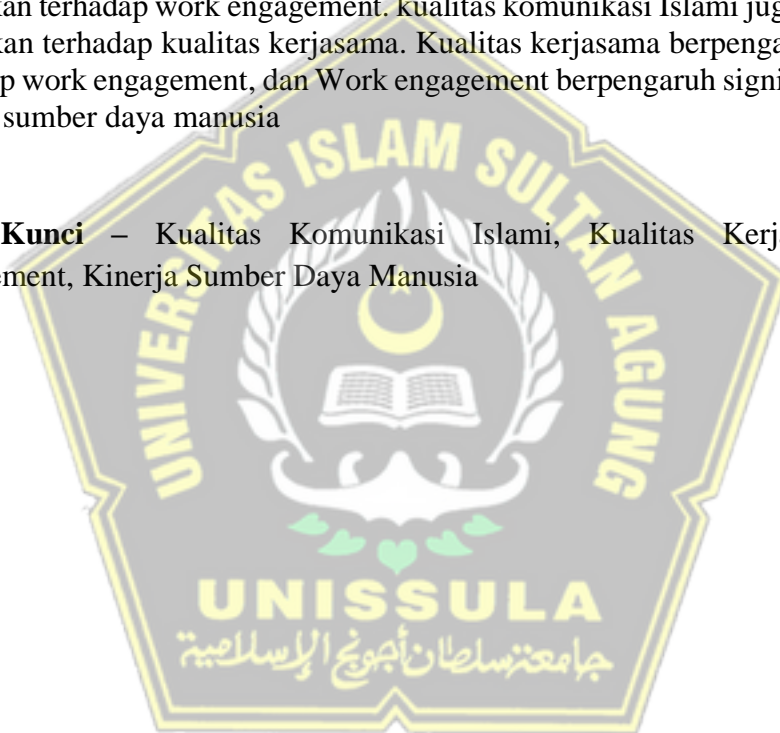 kan terhadap work engagement. kualitas komunikasi Islami jug
kan terhadap kualitas kerjasama. Kualitas kerjasama berpenga
p work engagement, dan Work engagement berpengaruh signi
sumber daya manusia
Kunci – Kualitas Komunikasi Islami, Kualitas Kerj
ement, Kinerja Sumber Daya Manusia
UNIVERSITAS ISLAM SULTAN AGUNG
UNISSULA
جامعة سلطان أجونج الإسلامية